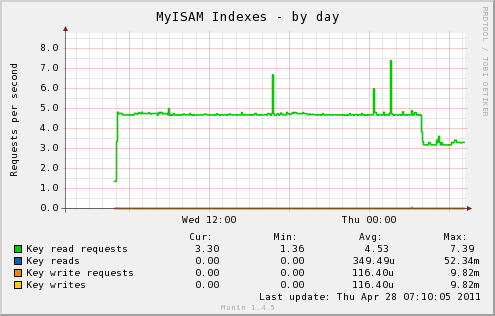 MyISAM Indexes - by day
RRDTOOL / TOBI OETIKER
Requests per second
8.0
7.0
6.0
5.0
4.0
3.0
2.0
1.0
0.0
Wed 12:00 Thu 00:00
Cur: Min: Avg: Max:
Key read requests 3.30 1.36 4.53 7.39
Key reads 0.00 0.00 349.49u 52.34m
Key write requests 0.00 0.00 116.40u 9.82m
Key writes 0.00 0.00 116.40u 9.82m
Last update: Thu Apr 28 07:10:05 2011
Munin 1.4.5